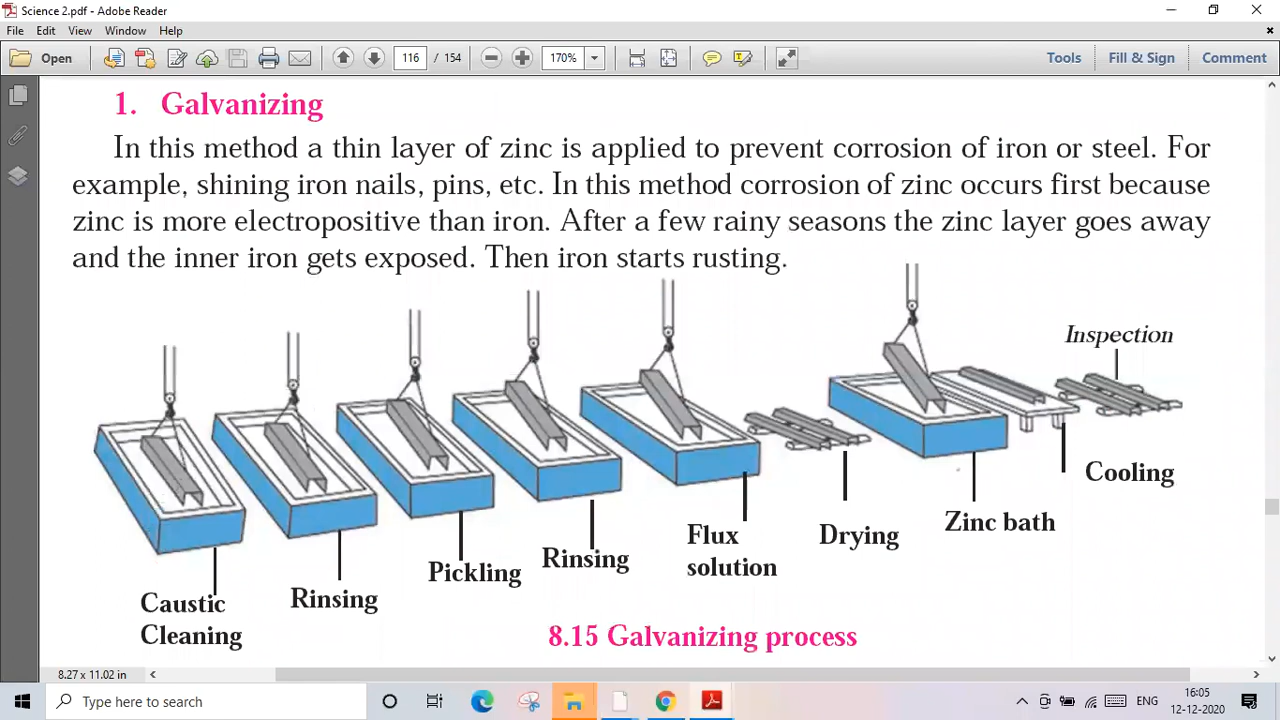 Science 2.pdf - Adobe Reader
File Edit View Window Help
Open 116 / 154 170% Tools Fill & Sign Comment
1. Galvanizing
In this method a thin layer of zinc is applied to prevent corrosion of iron or steel. For
example, shining iron nails, pins, etc. In this method corrosion of zinc occurs first because
zinc is more electropositive than iron. After a few rainy seasons the zinc layer goes away
and the inner iron gets exposed. Then iron starts rusting.
Inspection
Cooling
Zinc bath
Drying
Flux
solution
Rinsing
Pickling
Rinsing
Caustic
Cleaning
8.15 Galvanizing process
8.27 x 11.02 in
Type here to search
ENG
16:05
12-12-2020